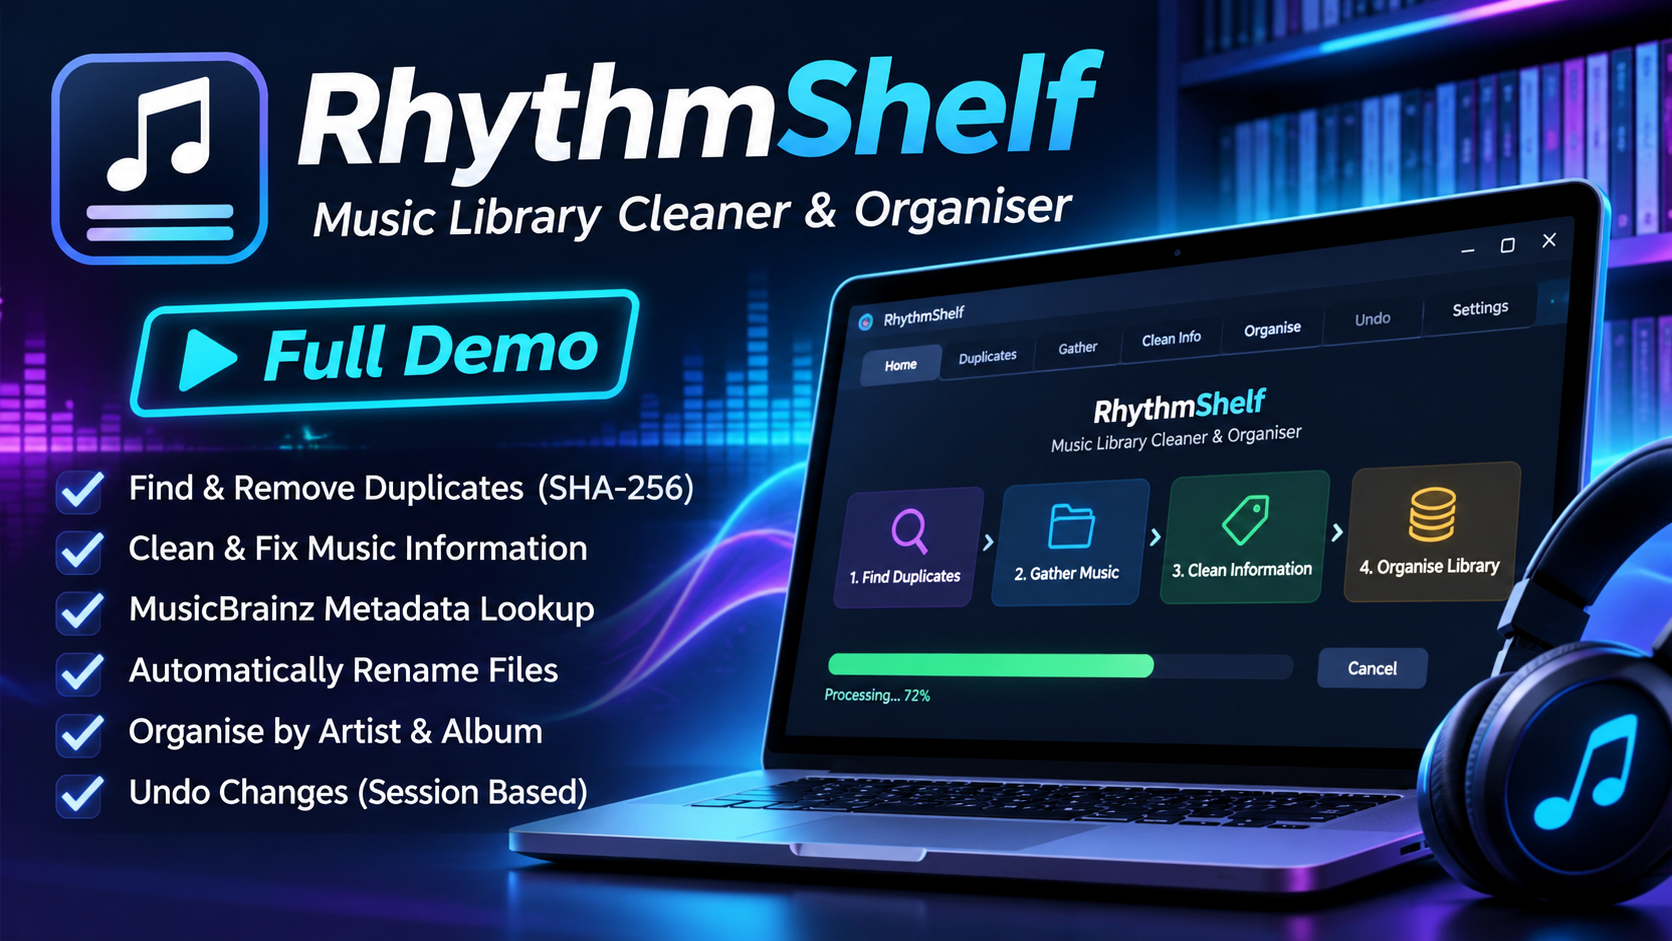 RhythmShelf
Music Library Cleaner & Organiser
Full Demo
Find & Remove Duplicates (SHA-256)
Clean & Fix Music Information
MusicBrainz Metadata Lookup
Automatically Rename Files
Organise by Artist & Album
Undo Changes (Session Based)
RhythmShelf
Home
Duplicates
Gather
Clean Info
Organise
Undo
Settings
RhythmShelf
Music Library Cleaner & Organiser
1. Find Duplicates
2. Gather Music
3. Clean Information
4. Organise Library
Processing... 72%
Cancel